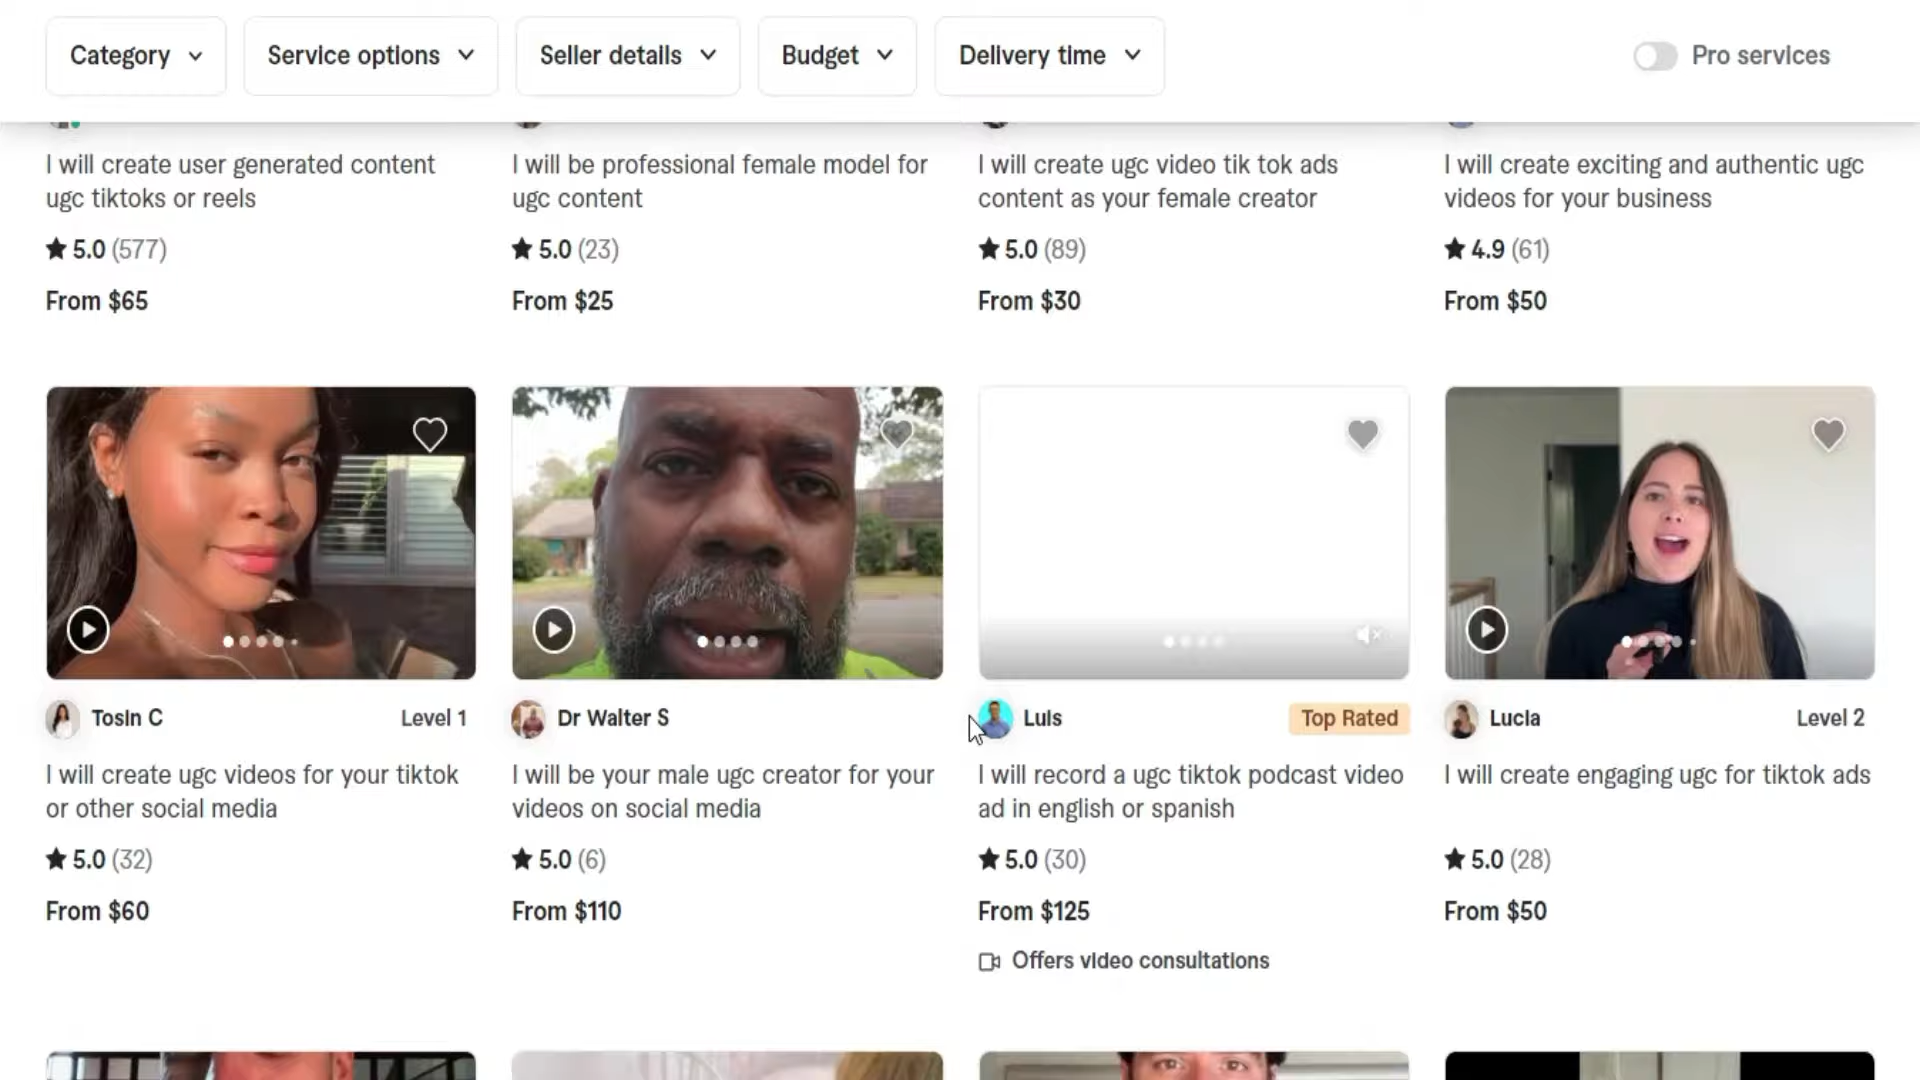 Category
Service options
Seller details
Budget
Delivery time
Pro services
I will create user generated content
ugc tiktoks or reels
5.0 (577)
From $65
I will be professional female model for
ugc content
5.0 (23)
From $25
I will create ugc video tik tok ads
content as your female creator
5.0 (89)
From $30
I will create exciting and authentic ugc
videos for your business
4.9 (61)
From $50
Tosin C
Level 1
I will create ugc videos for your tiktok
or other social media
5.0 (32)
From $60
Dr Walter S
I will be your male ugc creator for your
videos on social media
5.0 (6)
From $110
Luis
Top Rated
I will record a ugc tiktok podcast video
ad in english or spanish
5.0 (30)
From $125
Offers video consultations
Lucia
Level 2
I will create engaging ugc for tiktok ads
5.0 (28)
From $50